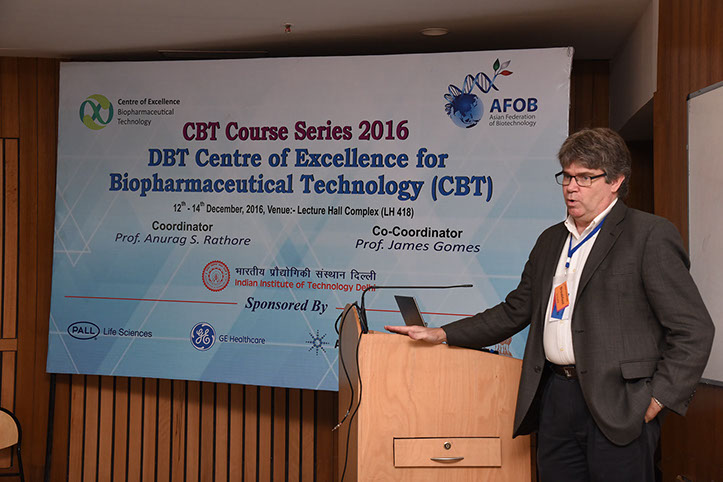 Centre of Excellence
Biopharmaceutical
Technology
AFOB
Asian Federation
of Biotechnology
CBT Course Series 2016
DBT Centre of Excellence for
Biopharmaceutical Technology (CBT)
12th - 14th December, 2016, Venue:- Lecture Hall Complex (LH 418)
Coordinator
Prof. Anurag S. Rathore
Co-Coordinator
Prof. James Gomes
भारतीय प्रौद्योगिकी संस्थान दिल्ली
Indian Institute of Technology Delhi
Sponsored By
PALL Life Sciences
GE Healthcare